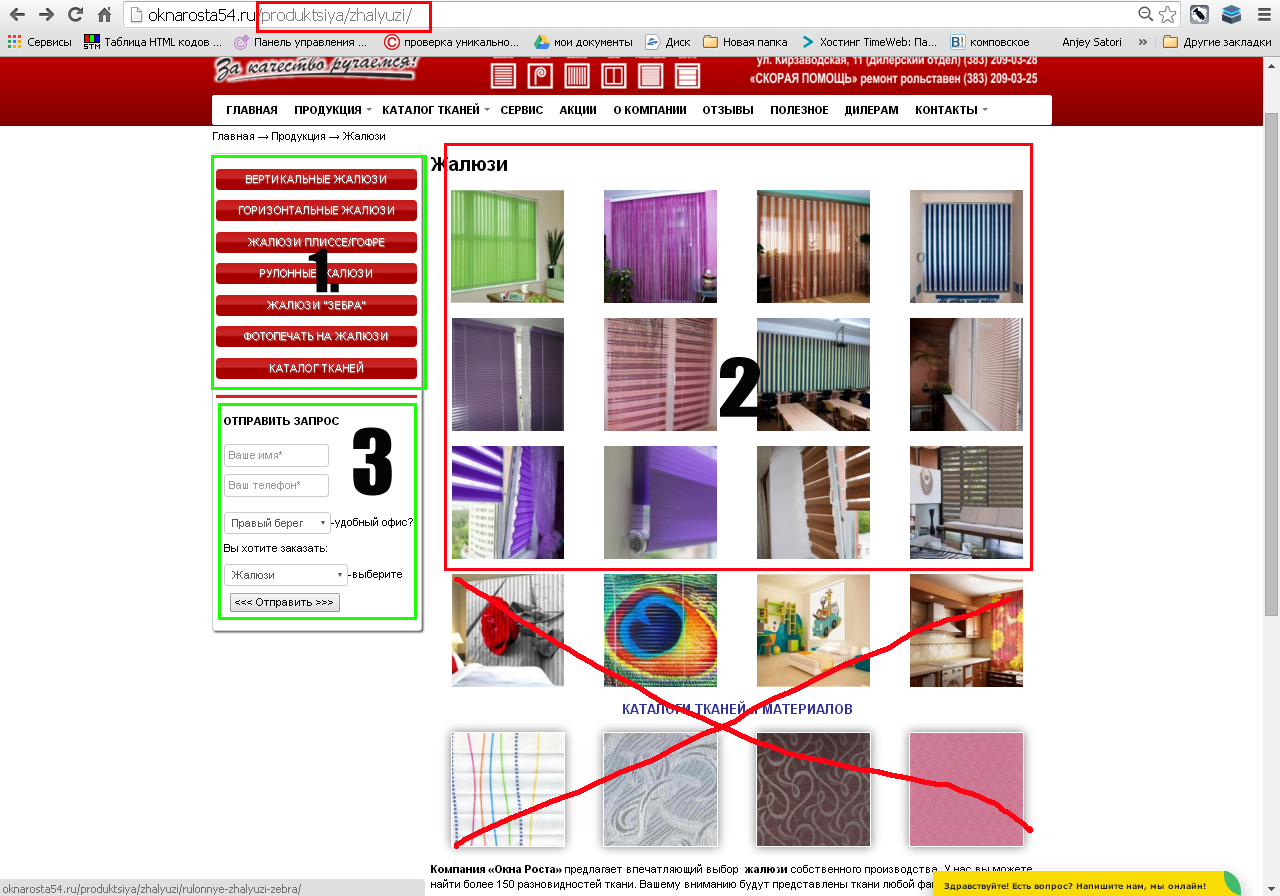 oknarosta54.ru/produktsiya/zhalyuzi/
Сервисы
Таблица HTML кодов ...
Панель управления ...
проверка уникально...
мои документы
Диск
Новая папка
Хостинг TimeWeb: Па...
комповское
Anjey Satori
»
Другие закладки
За качество ручаемся!
ул. Кирзаводская, 11 (дилерский отдел) (383) 209-03-28
«СКОРАЯ ПОМОЩЬ» ремонт рольставен (383) 209-03-25
ГЛАВНАЯ ПРОДУКЦИЯ КАТАЛОГ ТКАНЕЙ СЕРВИС АКЦИИ О КОМПАНИИ ОТЗЫВЫ ПОЛЕЗНОЕ ДИЛЕРАМ КОНТАКТЫ
Главная → Продукция → Жалюзи
ВЕРТИКАЛЬНЫЕ ЖАЛЮЗИ
ГОРИЗОНТАЛЬНЫЕ ЖАЛЮЗИ
ЖАЛЮЗИ ПЛИССЕ/ГОФРЕ
РУЛОННЫЕ ЖАЛЮЗИ
1.
ЖАЛЮЗИ "ЗЕБРА"
ФОТОПЕЧАТЬ НА ЖАЛЮЗИ
КАТАЛОГ ТКАНЕЙ
ОТПРАВИТЬ ЗАПРОС
3
Ваше имя*
Ваш телефон*
Правый берег -удобный офис?
Вы хотите заказать:
Жалюзи -выберите
<<< Отправить >>>
Жалюзи
2
КАТАЛОГИ ТКАНЕЙ И МАТЕРИАЛОВ
Компания «Окна Роста» предлагает впечатляющий выбор жалюзи собственного производства. У нас вы можете
найти более 150 разновидностей ткани. Вашему вниманию будут представлены ткани любой фа
Здравствуйте! Есть вопрос? Напишите нам, мы онлайн!
oknarosta54.ru/produktsiya/zhalyuzi/rulonnye-zhalyuzi-zebra/